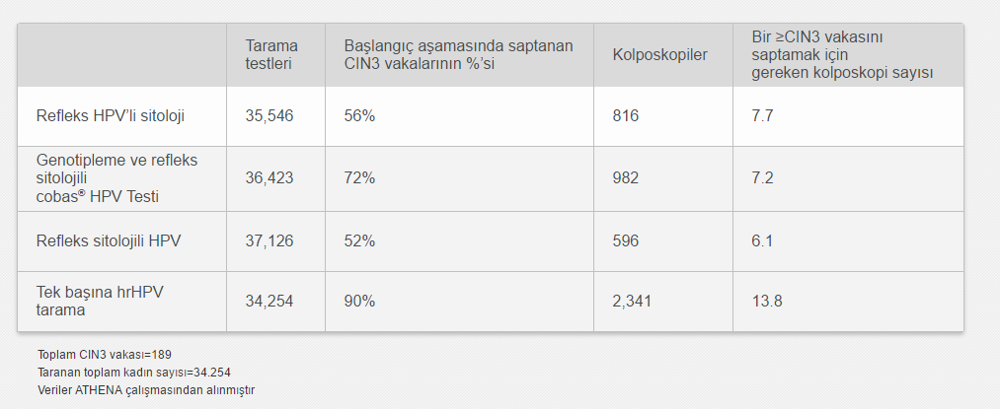 Tarama
testleri
Başlangıç aşamasında saptanan
CIN3 vakalarının %'si
Kolposkopiler
Bir ≥CIN3 vakasını
saptamak için
gereken kolposkopi sayısı
Refleks HPV'li sitoloji
35,546
56%
816
7.7
Genotipleme ve refleks
sitolojili
cobas® HPV Testi
36,423
72%
982
7.2
Refleks sitolojili HPV
37,126
52%
596
6.1
Tek başına hrHPV
tarama
34,254
90%
2,341
13.8
Toplam CIN3 vakası=189
Taranan toplam kadın sayısı=34.254
Veriler ATHENA çalışmasından alınmıştır